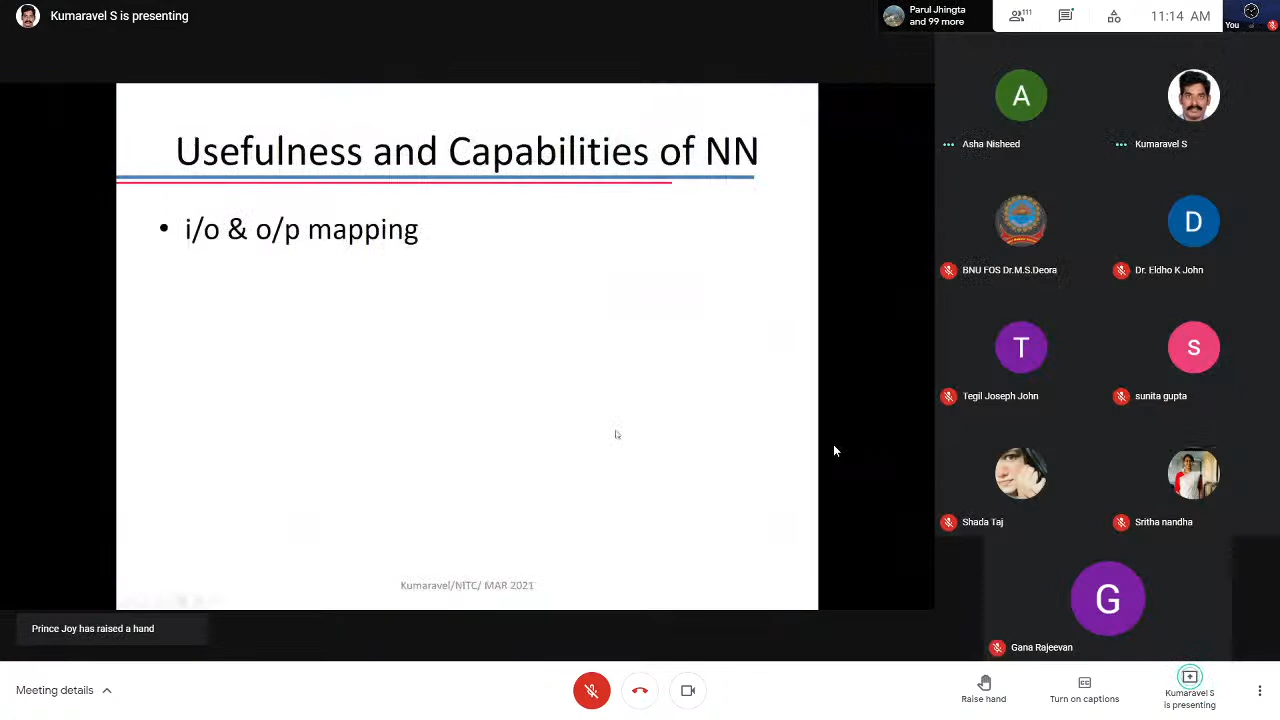 Kumaravel S is presenting
Parul Jhingta
and 99 more
111
11:14 AM
You
Usefulness and Capabilities of NN
• i/o & o/p mapping
Kumaravel/NITC/ MAR 2021
A
Asha Nisheed
Kumaravel S
BNU FOS Dr.M.S.Deora
D
Dr. Eldho K John
T
Tegil Joseph John
s
sunita gupta
Shada Taj
Sritha nandha
G
Gana Rajeevan
Prince Joy has raised a hand
Meeting details
Raise hand
Turn on captions
Kumaravel S
is presenting